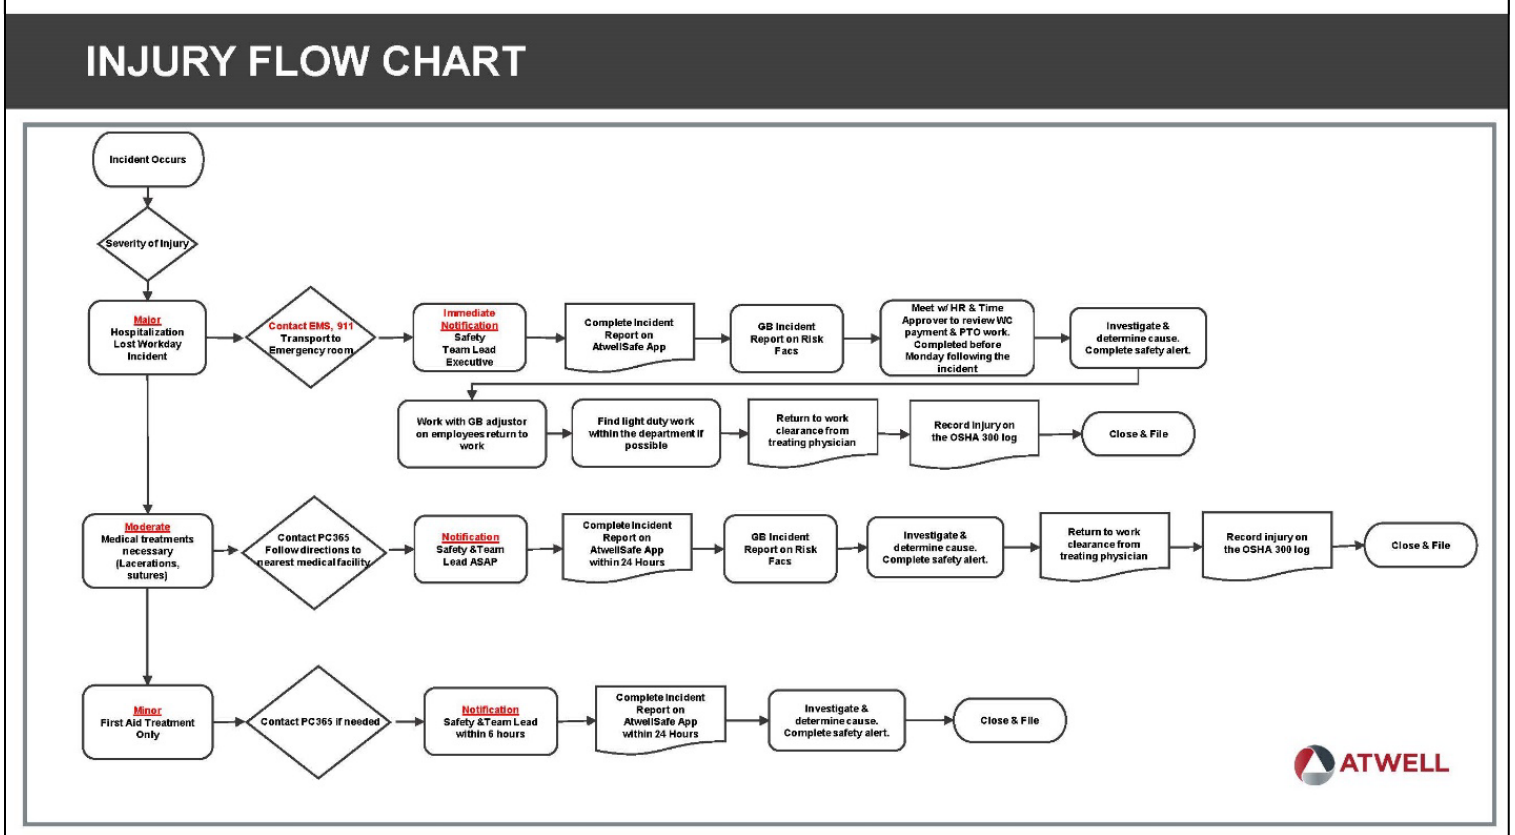 INJURY FLOW CHART
Incident Occurs
Severity of Injury
Major
Hospitalization
Lost Workday
Incident
Contact EMS, 911
Transport to
Emergency room
Immediate
Notification
Safety
Team Lead
Executive
Complete Incident
Report on
AtwellSafe App
GB Incident
Report on Risk
Facs
Meet w/ HR & Time
Approver to review WC
payment & PTO work.
Completed before
Monday following the
incident
Investigate &
determine cause.
Complete safety alert.
Work with GB adjustor
on employees return to
work
Find light duty work
within the department if
possible
Return to work
clearance from
treating physician
Record injury on
the OSHA 300 log
Close & File
Moderate
Medical treatments
necessary
(Lacerations,
sutures)
Contact PC365
Follow directions to
nearest medical facility
Notification
Safety & Team
Lead ASAP
Complete Incident
Report on
AtwellSafe App
within 24 Hours
GB Incident
Report on Risk
Facs
Investigate &
determine cause.
Complete safety alert.
Return to work
clearance from
treating physician
Record injury on
the OSHA 300 log
Close & File
Minor
First Aid Treatment
Only
Contact PC365 if needed
Notification
Safety & Team Lead
within 6 hours
Complete Incident
Report on
AtwellSafe App
within 24 Hours
Investigate &
determine cause.
Complete safety alert.
Close & File
ATWELL